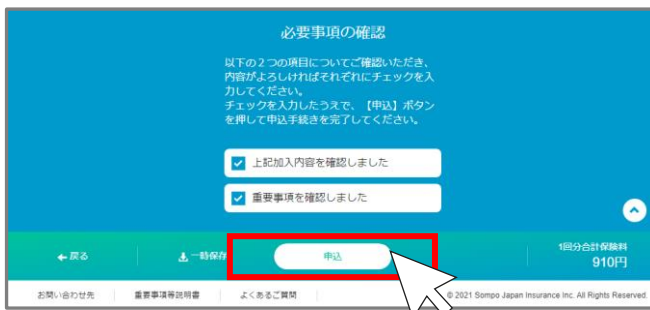 必要事項の確認
以下の2つの項目についてご確認いただき、
内容がよろしければそれぞれにチェックを入
力してください。
チェックを入力したうえで、【申込】ボタン
を押して申込手続きを完了してください。
上記加入内容を確認しました
重要事項を確認しました
戻る
一時保存
申込
1回分合計保険料
910円
お問い合わせ先
重要事項等説明書
よくあるご質問
© 2021 Sompo Japan Insurance Inc. All Rights Reserved.